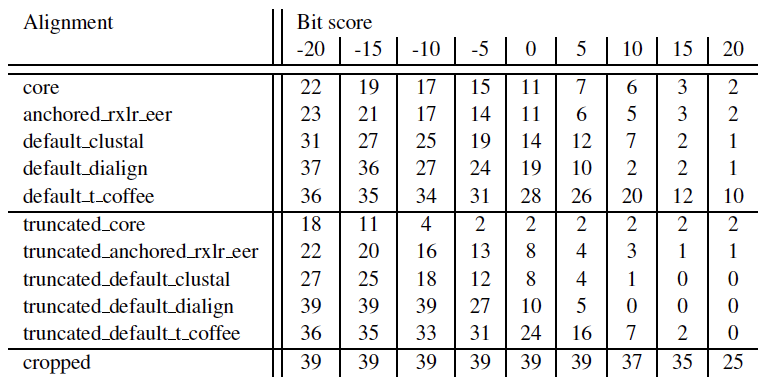 Alignment Bit score
-20 -15 -10 -5 0 5 10 15 20
core 22 19 17 15 11 7 6 3 2
anchored_rxlr_eer 23 21 17 14 11 6 5 3 2
default_clustal 31 27 25 19 14 12 7 2 1
default_dialign 37 36 27 24 19 10 2 2 1
default_t_coffee 36 35 34 31 28 26 20 12 10
truncated_core 18 11 4 2 2 2 2 2 2
truncated_anchored_rxlr_eer 22 20 16 13 8 4 3 1 1
truncated_default_clustal 27 25 18 12 8 4 1 0 0
truncated_default_dialign 39 39 39 27 10 5 0 0 0
truncated_default_t_coffee 36 35 33 31 24 16 7 2 0
cropped 39 39 39 39 39 39 37 35 25